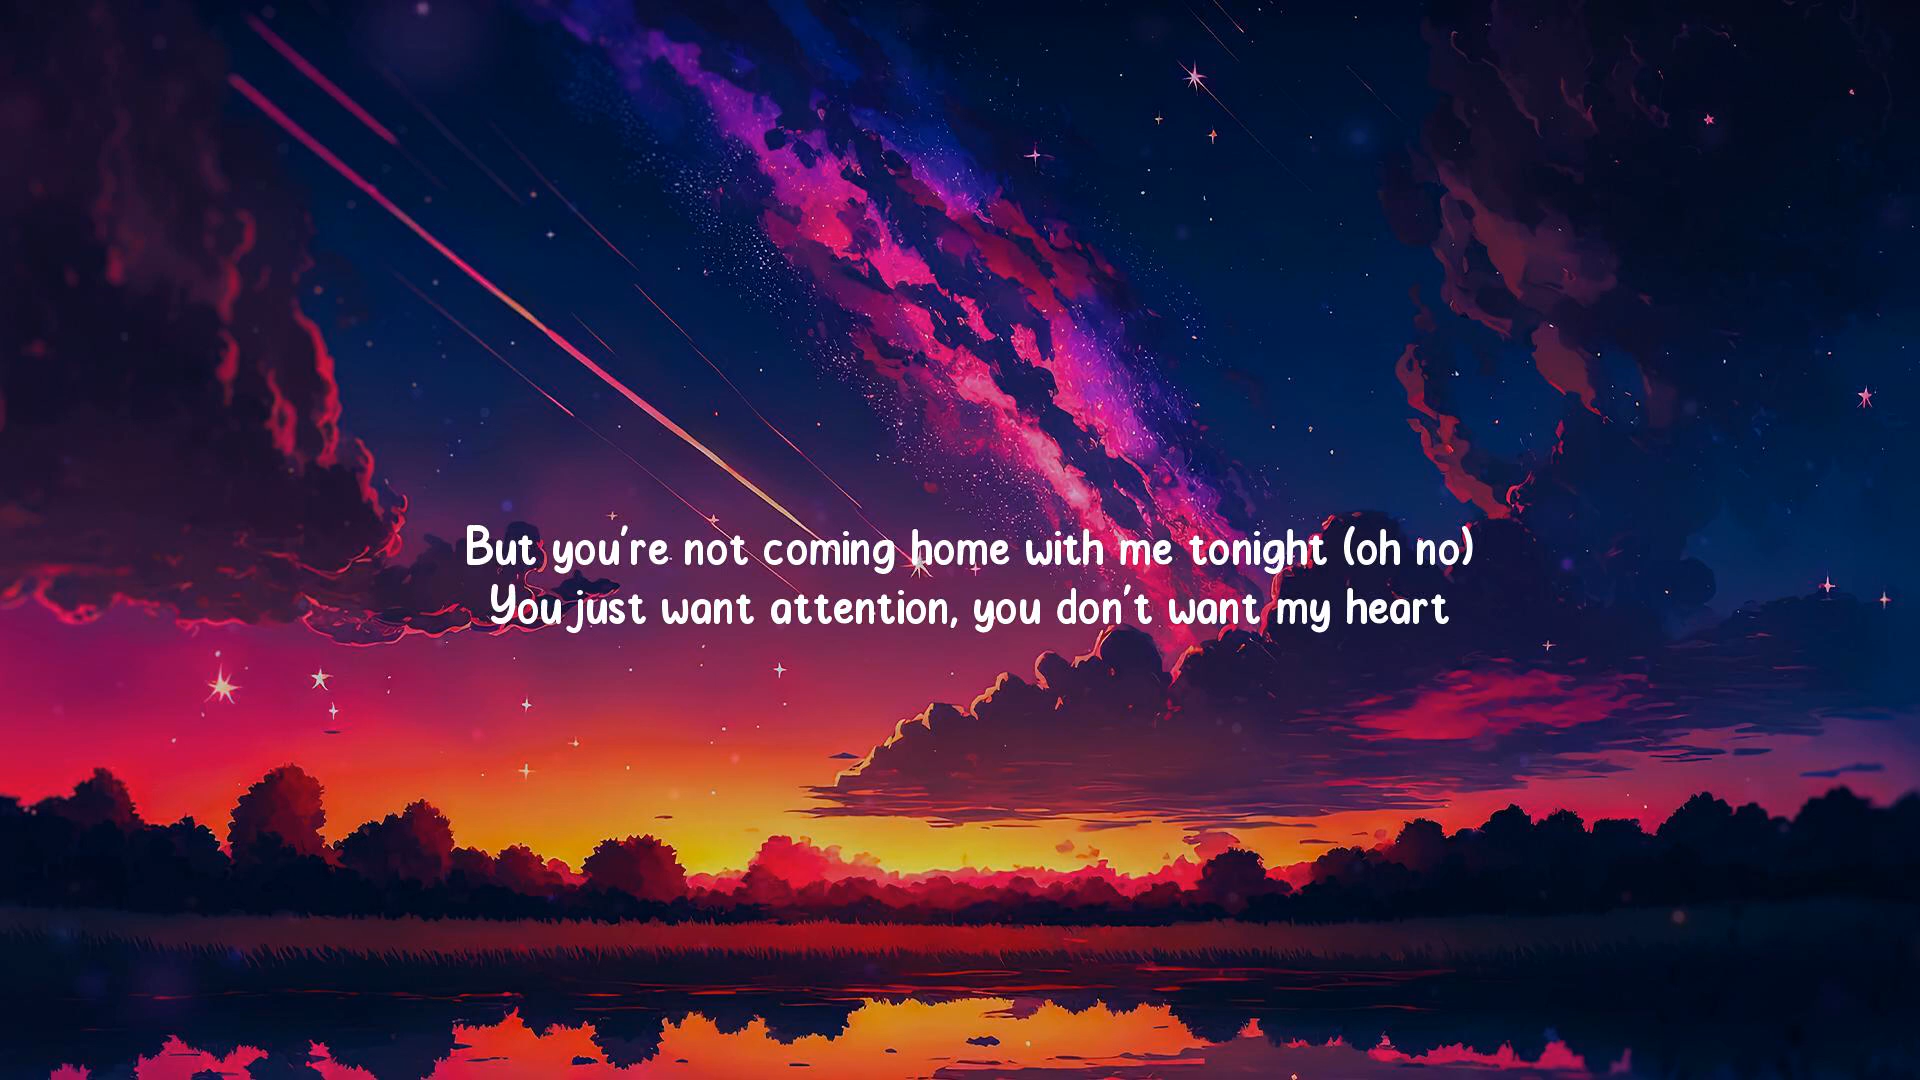 But you're not coming home with me tonight (oh no)
You just want attention, you don't want my heart